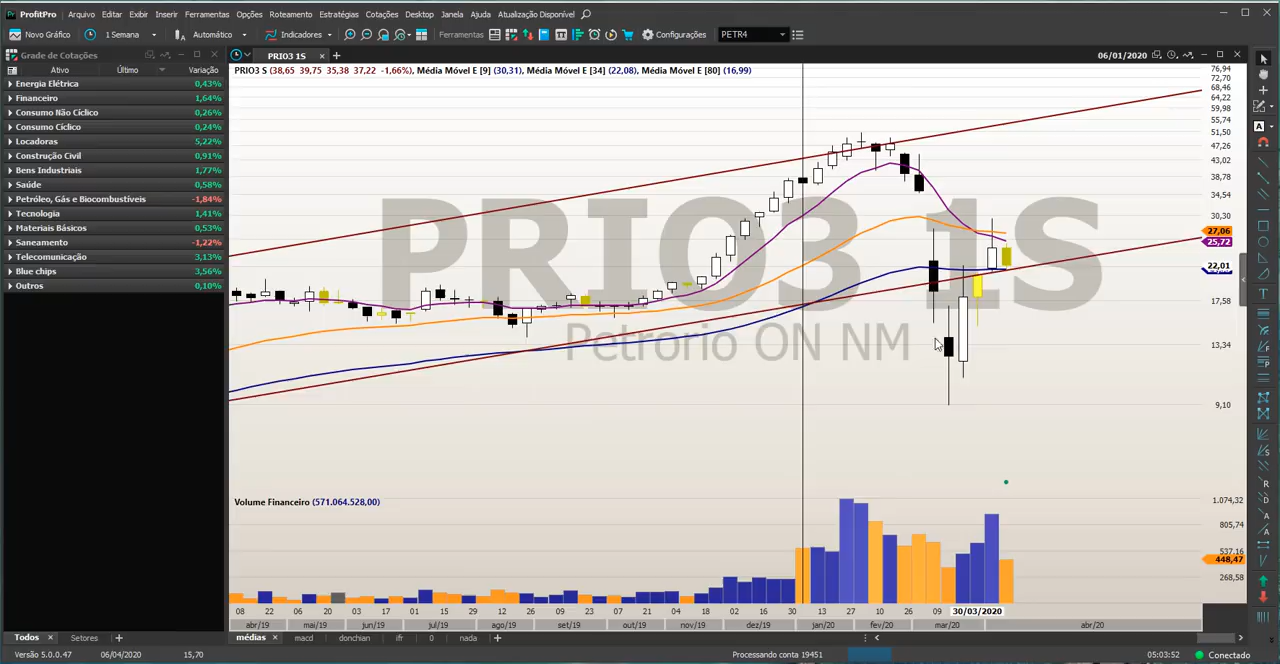 ProfitPro Arquivo Editar Exibir Inserir Ferramentas Opções Roteamento Estratégias Cotações Desktop Janela Ajuda Atualização Disponível
Novo Gráfico 1 Semana Automático Indicadores Ferramentas Configurações PETR4
Grade de Cotações
PRIO3 1S
06/01/2020
Ativo Último Variação
Energia Elétrica 0,43%
Financeiro 1,64%
Consumo Não Cíclico 0,26%
Consumo Cíclico 0,24%
Locadoras 5,22%
Construção Civil 0,91%
Bens Industriais 1,77%
Saúde 0,58%
Petróleo, Gás e Biocombustíveis -1,84%
Tecnologia 1,41%
Materiais Básicos 0,53%
Saneamento -1,22%
Telecomunicação 3,13%
Blue chips 3,56%
Outros 0,10%
PRIO3 S (38,65 39,75 35,38 37,22 -1,66%), Média Móvel E [9] (30,31), Média Móvel E [34] (22,08), Média Móvel E [80] (16,99)
PRIO3 1S
Petrorio ON NM
76,94
72,70
68,46
64,22
59,98
55,74
51,50
47,26
43,02
38,78
34,54
30,30
27,06
25,72
22,01
17,58
13,34
9,10
Volume Financeiro (571.064.528,00)
1.074,32
805,74
537,16
448,47
268,58
08 22 06 20 03 17 01 15 29 12 26 09 23 07 21 04 18 02 16 30 13 27 10 26 09 30/03/2020
abr/19 mai/19 jun/19 jul/19 ago/19 set/19 out/19 nov/19 dez/19 jan/20 fev/20 mar/20 abr/20
Todos Setores
médias macd donchian ifr 0 nada
Versão 5.0.0.47 06/04/2020 15,70 Processando conta 19451 05:03:52 Conectado